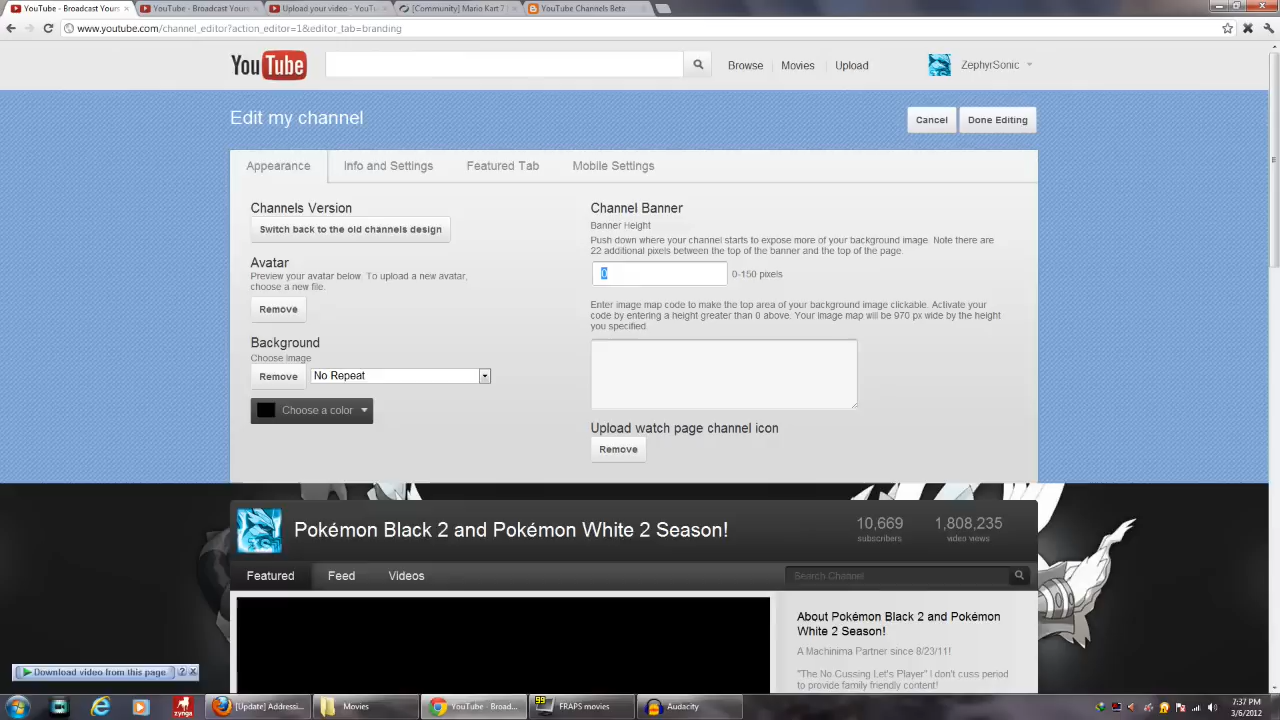 YouTube - Broadcast Yours
YouTube - Broadcast Yours
Upload your video - YouTu
[Community] Mario Kart 7
YouTube Channels Beta
www.youtube.com/channel_editor?action_editor=1&editor_tab=branding
YouTube
Browse
Movies
Upload
ZephyrSonic
Edit my channel
Cancel
Done Editing
Appearance
Info and Settings
Featured Tab
Mobile Settings
Channels Version
Switch back to the old channels design
Avatar
Preview your avatar below. To upload a new avatar,
choose a new file.
Remove
Background
Choose image
Remove
No Repeat
Choose a color
Channel Banner
Banner Height
Push down where your channel starts to expose more of your background image. Note there are
22 additional pixels between the top of the banner and the top of the page.
0
0-150 pixels
Enter image map code to make the top area of your background image clickable. Activate your
code by entering a height greater than 0 above. Your image map will be 970 px wide by the height
you specified.
Upload watch page channel icon
Remove
Pokémon Black 2 and Pokémon White 2 Season!
10,669
subscribers
1,808,235
video views
Featured
Feed
Videos
Search Channel
About Pokémon Black 2 and Pokémon
White 2 Season!
A Machinima Partner since 8/23/11!
"The No Cussing Let's Player" I don't cuss period
to provide family friendly content!
Download video from this page
?
zynga
[Update] Addressi...
Movies
YouTube - Broad...
99
FRAPS movies
Audacity
7:37 PM
3/6/2012